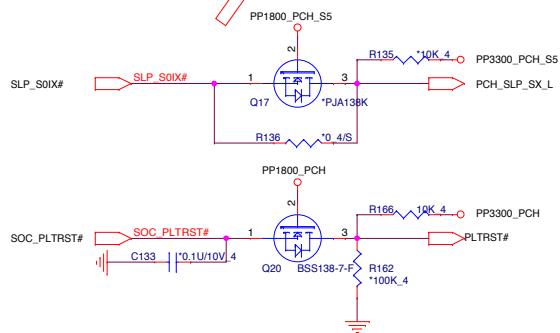 PP1800_PCH_S5
2
R135 *10K_4
PP3300_PCH_S5
SLP_S0IX# SLP_S0IX# 1 3 PCH_SLP_SX_L
Q17 *PJA138K
R136 *0_4/S
PP1800_PCH
2
R166 10K_4
PP3300_PCH
SOC_PLTRST# SOC_PLTRST# 1 3 PLTRST#
C133 *0.1U/10V_4
Q20 BSS138-7-F R162
*100K_4